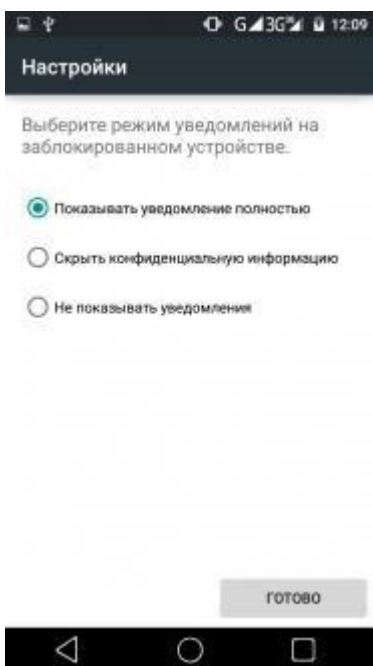 G 3G 12:09
Настройки
Выберите режим уведомлений на
заблокированном устройстве.
Показывать уведомление полностью
Скрыть конфиденциальную информацию
Не показывать уведомления
ГОТОВО